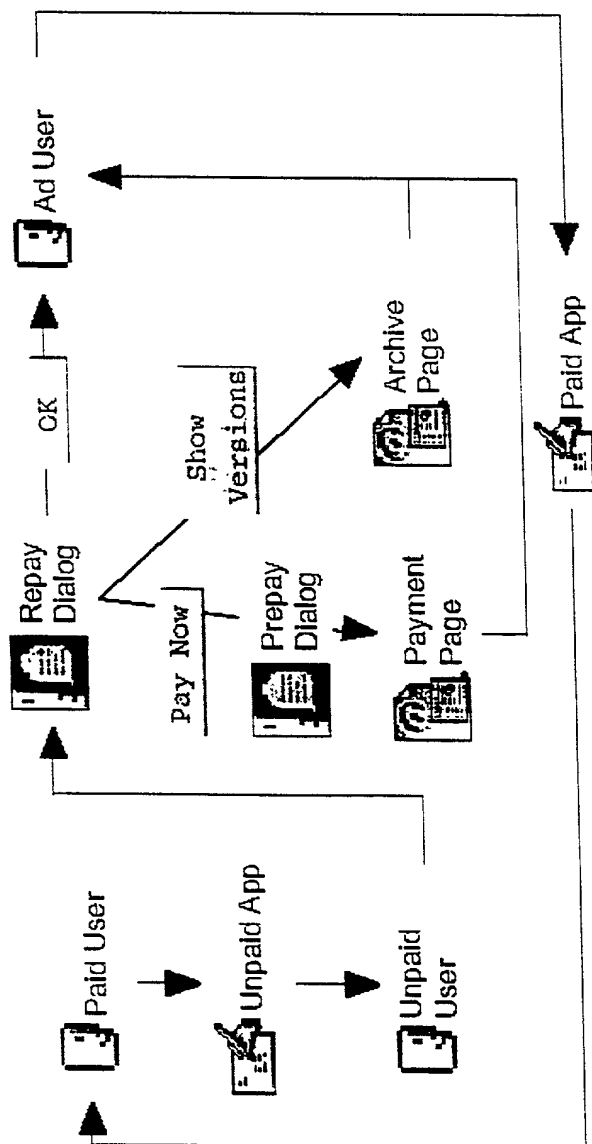 Paid User
Unpaid App
Unpaid
User
Repay
Dialog
Pay Now
Prepay
Dialog
Payment
Page
OK
Show
Versions
Archive
Page
Ad User
Paid App